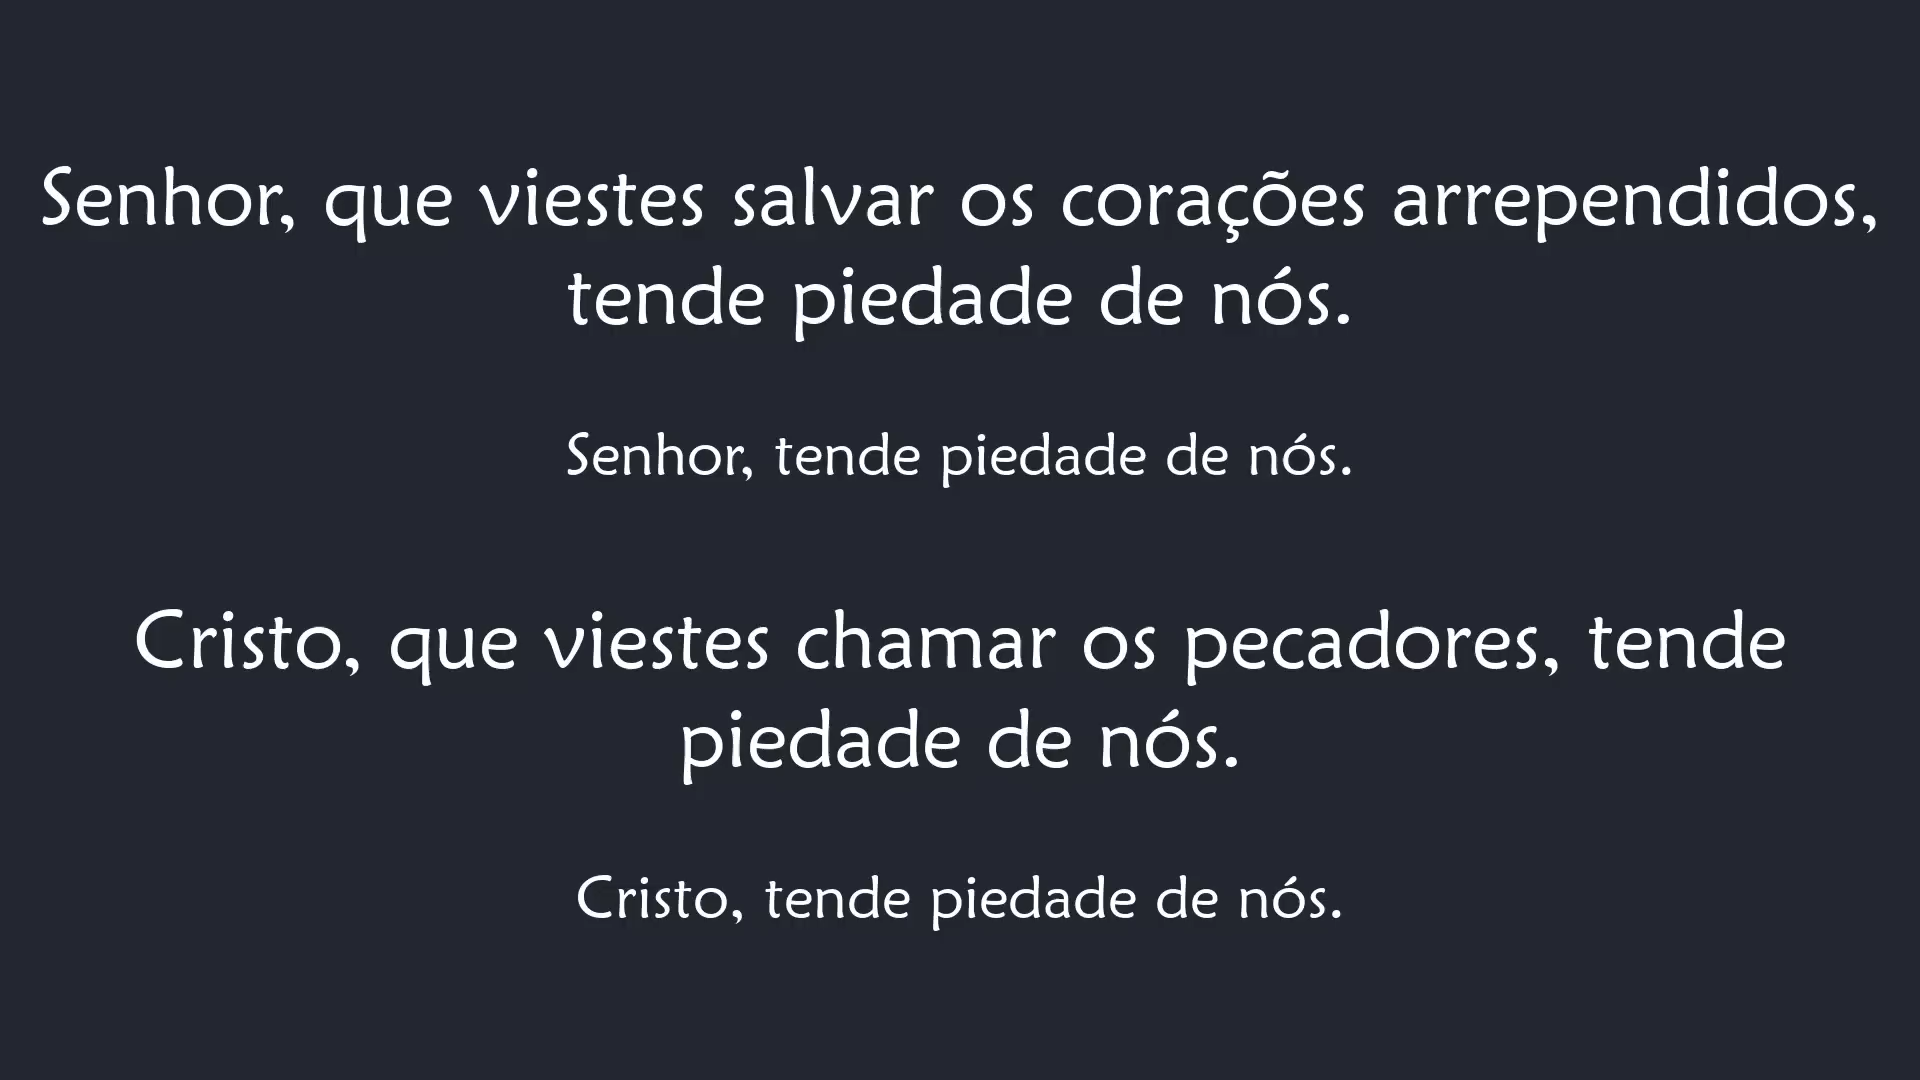 Senhor, que viestes salvar os corações arrependidos,
tende piedade de nós.
Senhor, tende piedade de nós.
Cristo, que viestes chamar os pecadores, tende
piedade de nós.
Cristo, tende piedade de nós.